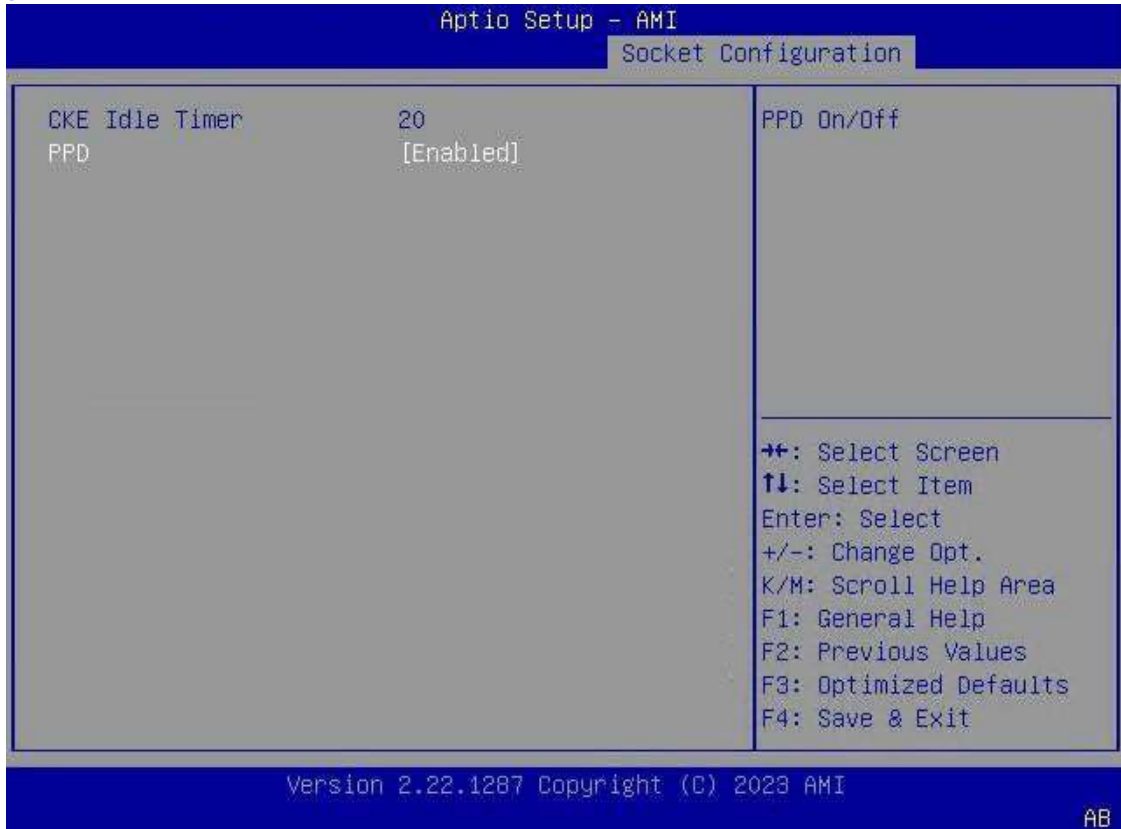 Aptio Setup – AMI
Socket Configuration
CKE Idle Timer 20
PPD [Enabled]
PPD On/Off
→←: Select Screen
↑↓: Select Item
Enter: Select
+/-: Change Opt.
K/M: Scroll Help Area
F1: General Help
F2: Previous Values
F3: Optimized Defaults
F4: Save & Exit
Version 2.22.1287 Copyright (C) 2023 AMI
AB